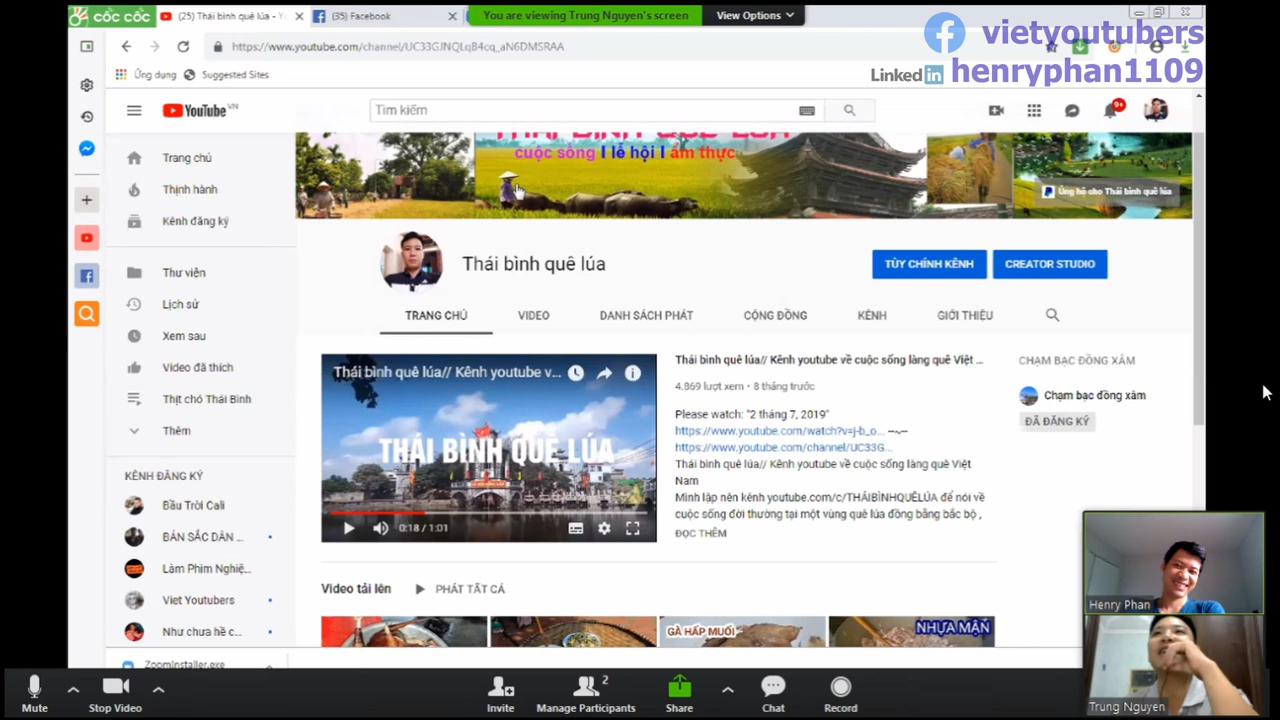 CỐC CỐC
(25) Thái bình quê lúa - Y
(35) Facebook
You are viewing Trung Nguyen's screen
View Options
vietyoutubers
Linked in henryphan1109
https://www.youtube.com/channel/UC33GJNQLqB4cq_aN6DMSRAA
Ứng dụng
Suggested Sites
YouTube VN
Tìm kiếm
9+
cuộc sống I lễ hội I ẩm thực
Ủng hộ cho Thái bình quê lúa
Trang chủ
Thịnh hành
Kênh đăng ký
Thư viện
Lịch sử
Xem sau
Video đã thích
Thịt chó Thái Bình
Thêm
KÊNH ĐĂNG KÝ
Bầu Trời Cali
BẢN SẮC DÂN ...
Làm Phim Nghiệ...
Viet Youtubers
Như chưa hề c...
Thái bình quê lúa
TÙY CHỈNH KÊNH
CREATOR STUDIO
TRANG CHỦ
VIDEO
DANH SÁCH PHÁT
CỘNG ĐỒNG
KÊNH
GIỚI THIỆU
Thái bình quê lúa// Kênh youtube v...
THÁI BÌNH QUÊ LÚA
0:18 / 1:01
Thái bình quê lúa// Kênh youtube về cuộc sống làng quê Việt ...
4.869 lượt xem • 8 tháng trước
Please watch: "2 tháng 7, 2019"
https://www.youtube.com/watch?v=j-b_o... --~--
https://www.youtube.com/channel/UC33G...
Thái bình quê lúa// Kênh youtube về cuộc sống làng quê Việt
Nam
Mình lập nên kênh youtube.com/c/THÁIBÌNHQUÊLÚA để nói về
cuộc sống đời thường tại một vùng quê lúa đồng bằng bắc bộ ,
ĐỌC THÊM
CHẠM BẠC ĐỒNG XÂM
Chạm bạc đồng xâm
ĐÃ ĐĂNG KÝ
Video tải lên
PHÁT TẤT CẢ
GÀ HẤP MUỐI
NHỰA MẬN
ZoomInstaller.exe
Henry Phan
Trung Nguyen
Mute
Stop Video
Invite
2
Manage Participants
Share
Chat
Record